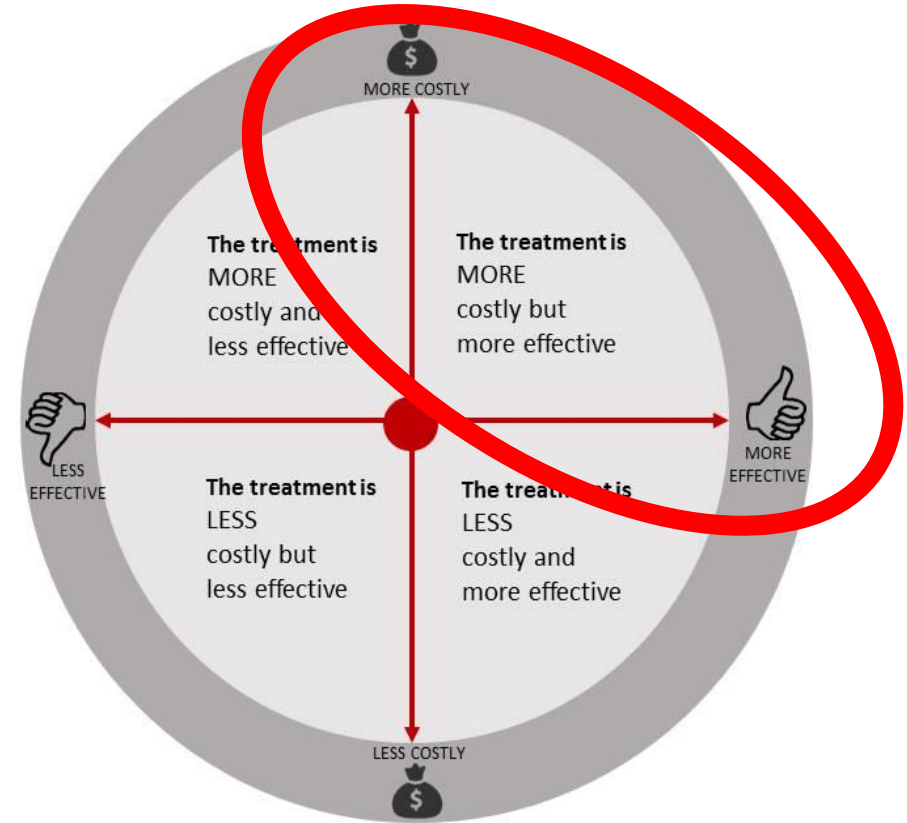 $
MORE COSTLY
The treatment is
MORE
costly and
less effective
The treatment is
MORE
costly but
more effective
LESS
EFFECTIVE
MORE
EFFECTIVE
The treatment is
LESS
costly but
less effective
The treatment is
LESS
costly and
more effective
LESS COSTLY
$